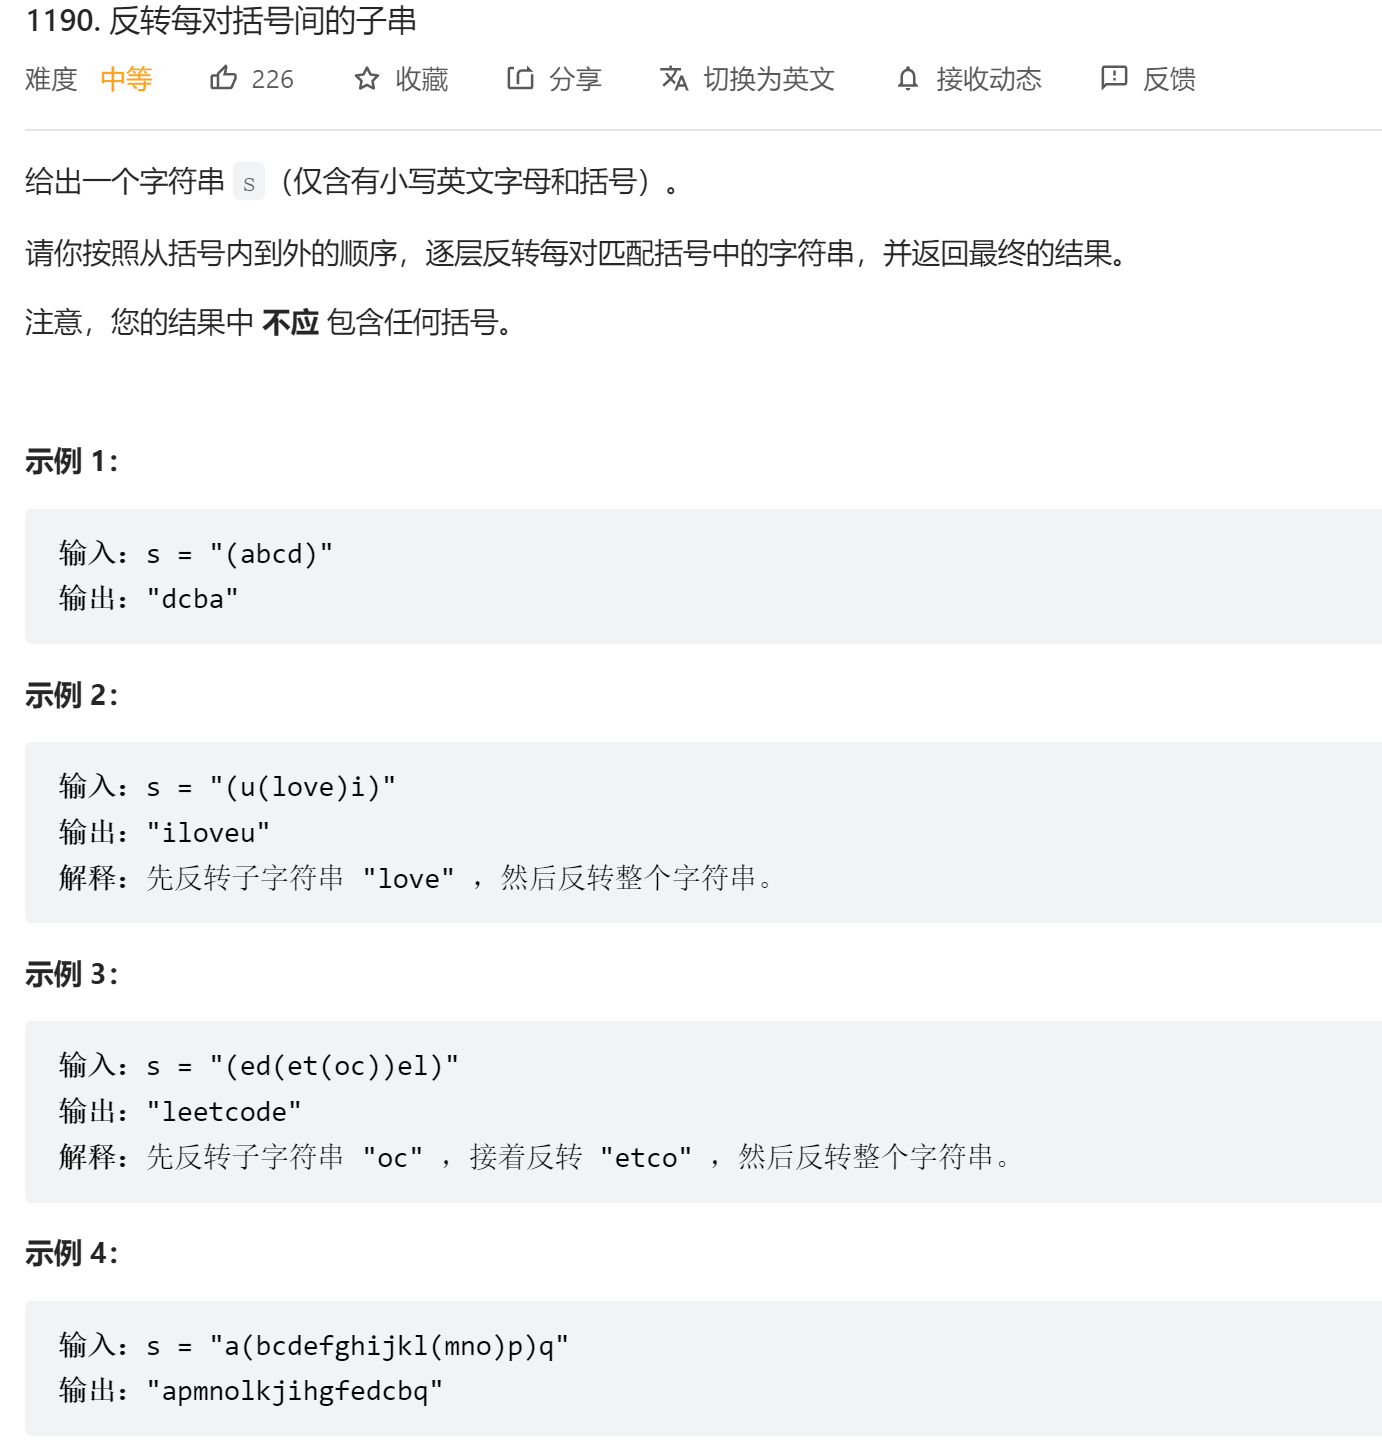 1190. 反转每对括号间的子串
难度 中等 226 收藏 分享 切换为英文 接收动态 反馈
给出一个字符串 s（仅含有小写英文字母和括号）。
请你按照从括号内到外的顺序，逐层反转每对匹配括号中的字符串，并返回最终的结果。
注意，您的结果中 不应 包含任何括号。
示例 1：
输入：s = "(abcd)"
输出："dcba"
示例 2：
输入：s = "(u(love)i)"
输出："iloveu"
解释：先反转子字符串 "love" ，然后反转整个字符串。
示例 3：
输入：s = "(ed(et(oc))el)"
输出："leetcode"
解释：先反转子字符串 "oc" ，接着反转 "etco" ，然后反转整个字符串。
示例 4：
输入：s = "a(bcdefghijkl(mno)p)q"
输出："apmnolkjihgfedcbq"